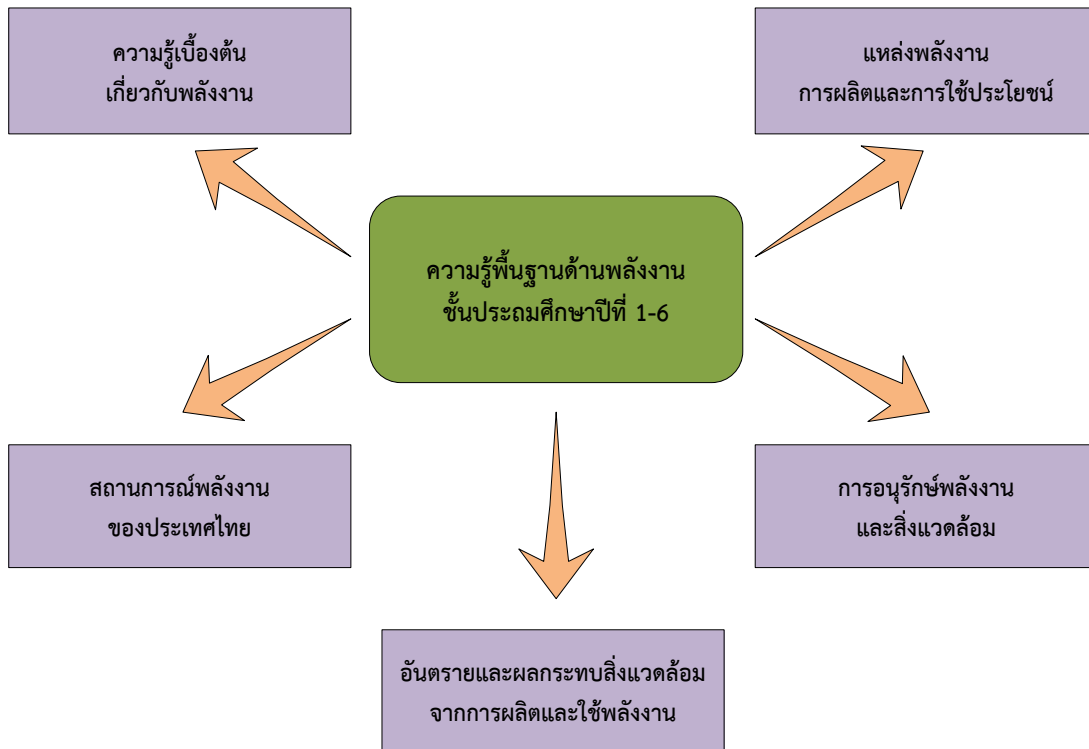 ความรู้เบื้องต้น
เกี่ยวกับพลังงาน
แหล่งพลังงาน
การผลิตและการใช้ประโยชน์
ความรู้พื้นฐานด้านพลังงาน
ชั้นประถมศึกษาปีที่ 1-6
สถานการณ์พลังงาน
ของประเทศไทย
การอนุรักษ์พลังงาน
และสิ่งแวดล้อม
อันตรายและผลกระทบสิ่งแวดล้อม
จากการผลิตและใช้พลังงาน